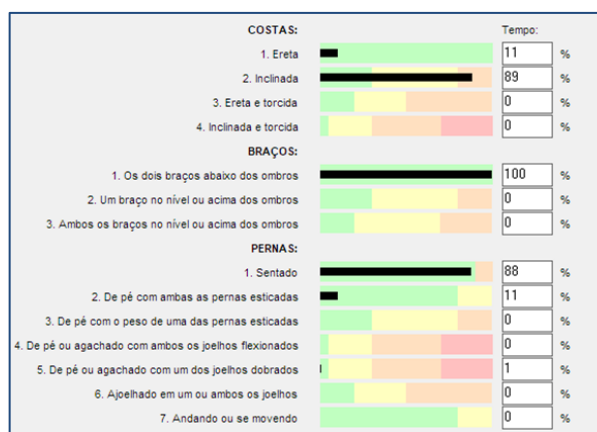 COSTAS: Tempo:
1. Ereta 11 %
2. Inclinada 89 %
3. Ereta e torcida 0 %
4. Inclinada e torcida 0 %
BRAÇOS:
1. Os dois braços abaixo dos ombros 100 %
2. Um braço no nível ou acima dos ombros 0 %
3. Ambos os braços no nível ou acima dos ombros 0 %
PERNAS:
1. Sentado 88 %
2. De pé com ambas as pernas esticadas 11 %
3. De pé com o peso de uma das pernas esticadas 0 %
4. De pé ou agachado com ambos os joelhos flexionados 0 %
5. De pé ou agachado com um dos joelhos dobrados 1 %
6. Ajoelhado em um ou ambos os joelhos 0 %
7. Andando ou se movendo 0 %